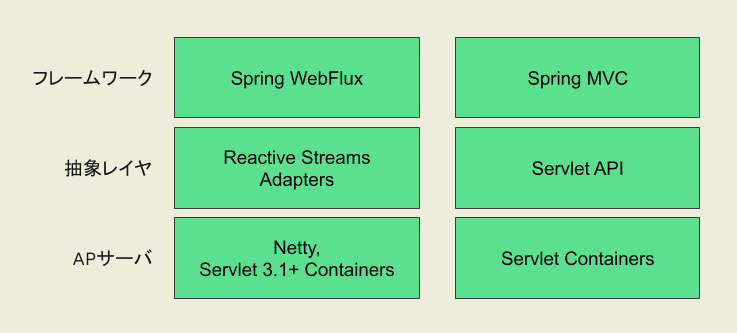 フレームワーク
Spring WebFlux
Spring MVC
抽象レイヤ
Reactive Streams
Adapters
Servlet API
APサーバ
Netty,
Servlet 3.1+ Containers
Servlet Containers